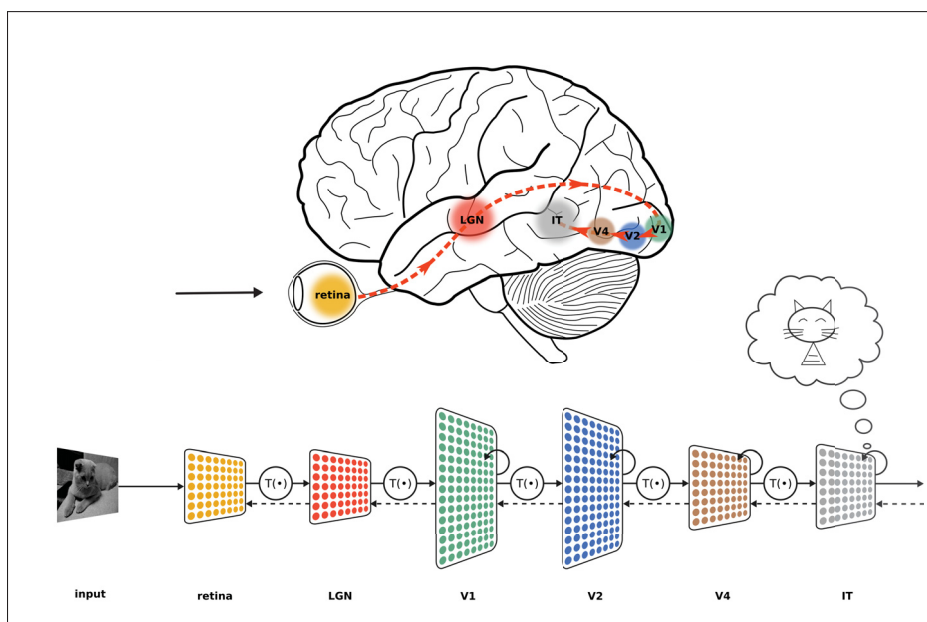 LGN
IT
V4
V2
V1
retina
T(•)
T(•)
T(•)
T(•)
T(•)
input
retina
LGN
V1
V2
V4
IT